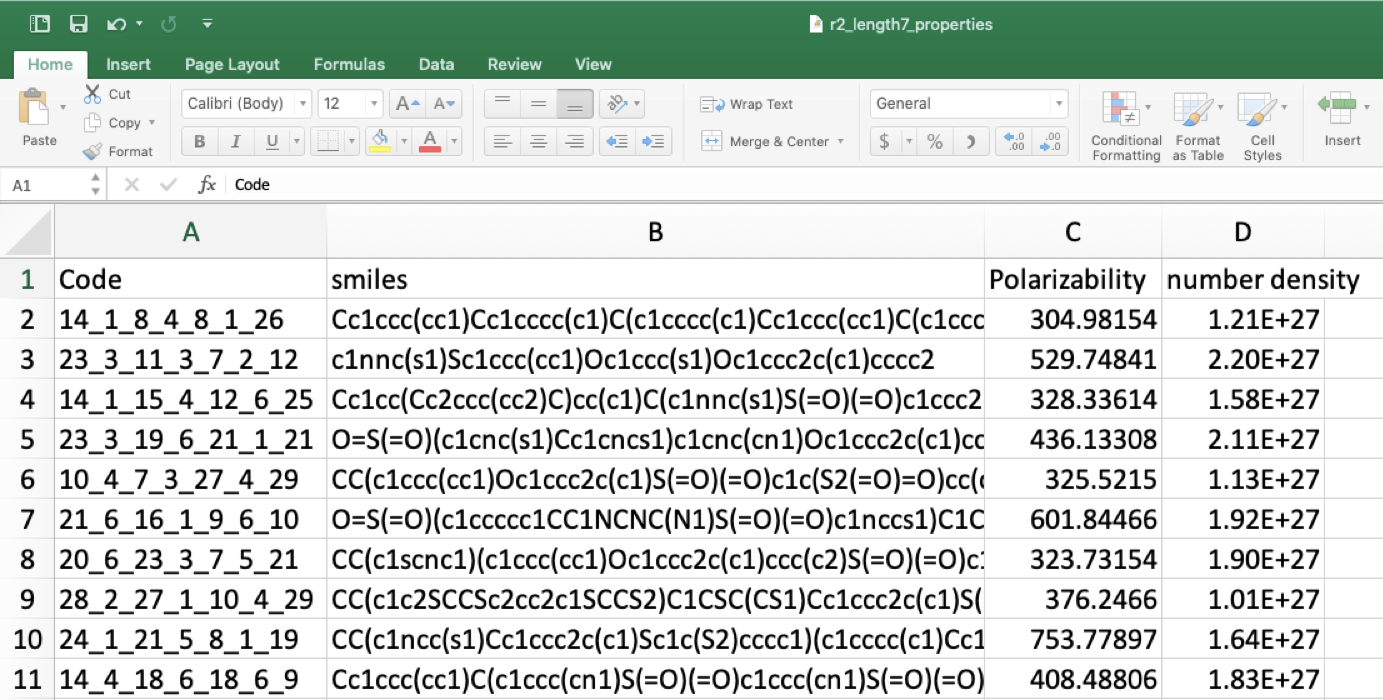 r2_length7_properties
Home Insert Page Layout Formulas Data Review View
Paste Cut Copy Format
Calibri (Body) 12 A A
B I U A
Wrap Text
Merge & Center
General
$ % .0 .00 .00 .0
Conditional Formatting
Format as Table
Cell Styles
Insert
A1 fx Code
A B C D
1 Code smiles Polarizability number density
2 14_1_8_4_8_1_26 Cc1ccc(cc1)Cc1cccc(c1)C(c1cccc(c1)Cc1ccc(cc1)C(c1ccc 304.98154 1.21E+27
3 23_3_11_3_7_2_12 c1nnc(s1)Sc1ccc(cc1)Oc1ccc(s1)Oc1ccc2c(c1)cccc2 529.74841 2.20E+27
4 14_1_15_4_12_6_25 Cc1cc(Cc2ccc(cc2)C)cc(c1)C(c1nnc(s1)S(=O)(=O)c1ccc2 328.33614 1.58E+27
5 23_3_19_6_21_1_21 O=S(=O)(c1cnc(s1)Cc1cncs1)c1cnc(cn1)Oc1ccc2c(c1)cc 436.13308 2.11E+27
6 10_4_7_3_27_4_29 CC(c1ccc(cc1)Oc1ccc2c(c1)S(=O)(=O)c1c(S2(=O)=O)cc( 325.5215 1.13E+27
7 21_6_16_1_9_6_10 O=S(=O)(c1ccccc1CC1NCNC(N1)S(=O)(=O)c1nccs1)C1C 601.84466 1.92E+27
8 20_6_23_3_7_5_21 CC(c1scnc1)(c1ccc(cc1)Oc1ccc2c(c1)ccc(c2)S(=O)(=O)c 323.73154 1.90E+27
9 28_2_27_1_10_4_29 CC(c1c2SCCSc2cc2c1SCCS2)C1CSC(CS1)Cc1ccc2c(c1)S( 376.2466 1.01E+27
10 24_1_21_5_8_1_19 CC(c1ncc(s1)Cc1ccc2c(c1)Sc1c(S2)cccc1)(c1cccc(c1)Cc1 753.77897 1.64E+27
11 14_4_18_6_18_6_9 Cc1ccc(cc1)C(c1ccc(cn1)S(=O)(=O)c1ccc(cn1)S(=O)(=O) 408.48806 1.83E+27